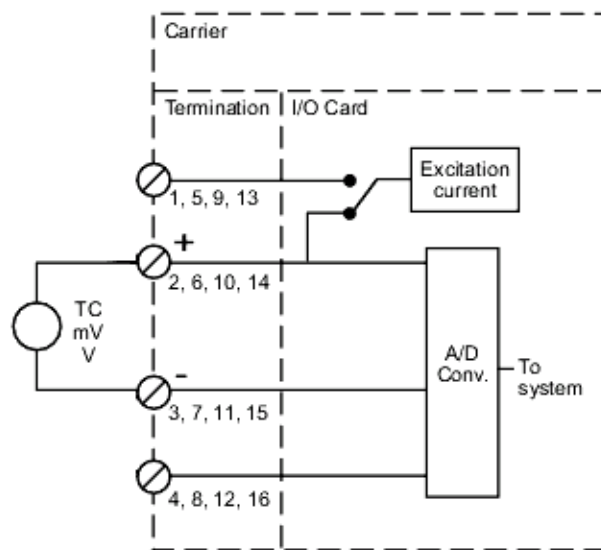 Carrier
Termination
I/O Card
1, 5, 9, 13
Excitation
current
+
2, 6, 10, 14
TC
mV
V
A/D
Conv.
To
system
-
3, 7, 11, 15
4, 8, 12, 16